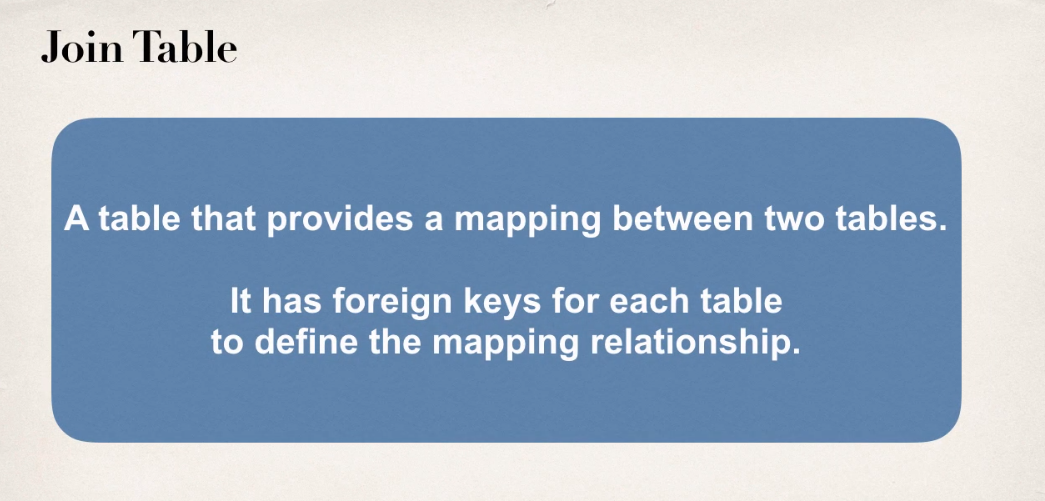 Join Table
A table that provides a mapping between two tables.
It has foreign keys for each table
to define the mapping relationship.